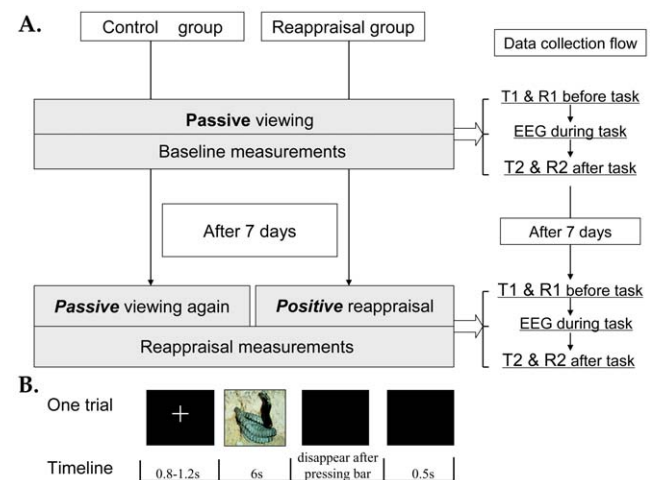 A.
Control group
Reappraisal group
Data collection flow
Passive viewing
Baseline measurements
T1 & R1 before task
EEG during task
T2 & R2 after task
After 7 days
After 7 days
Passive viewing again
Positive reappraisal
Reappraisal measurements
T1 & R1 before task
EEG during task
T2 & R2 after task
B.
One trial
Timeline
0.8-1.2s
6s
disappear after
pressing bar
0.5s